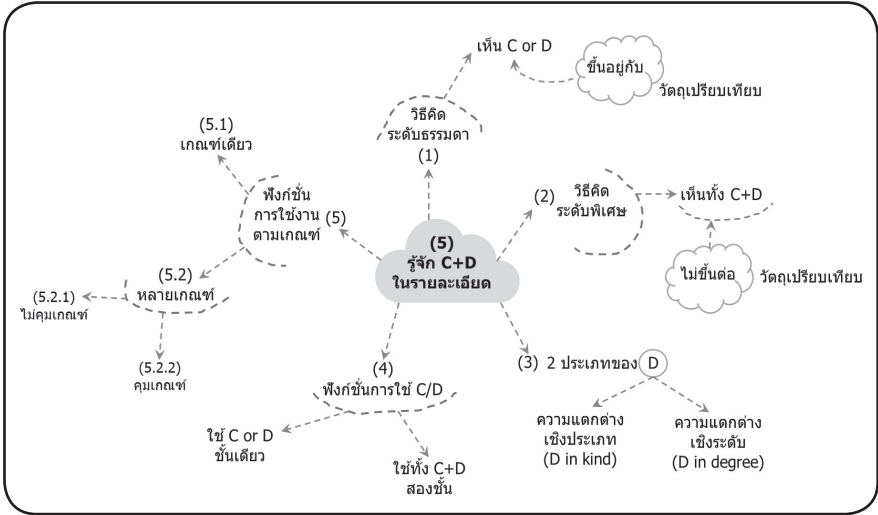 (5)
รู้จัก C+D
ในรายละเอียด
(1)
วิธีคิด
ระดับธรรมดา
เห็น C or D
ขึ้นอยู่กับ
วัตถุเปรียบเทียบ
(2)
วิธีคิด
ระดับพิเศษ
เห็นทั้ง C+D
ไม่ขึ้นต่อ
วัตถุเปรียบเทียบ
(3) 2 ประเภทของ D
ความแตกต่าง
เชิงประเภท
(D in kind)
ความแตกต่าง
เชิงระดับ
(D in degree)
(4)
ฟังก์ชั่นการใช้ C/D
ใช้ C or D
ชั้นเดียว
ใช้ทั้ง C+D
สองชั้น
(5)
ฟังก์ชั่น
การใช้งาน
ตามเกณฑ์
(5.1)
เกณฑ์เดียว
(5.2)
หลายเกณฑ์
(5.2.1)
ไม่คุมเกณฑ์
(5.2.2)
คุมเกณฑ์